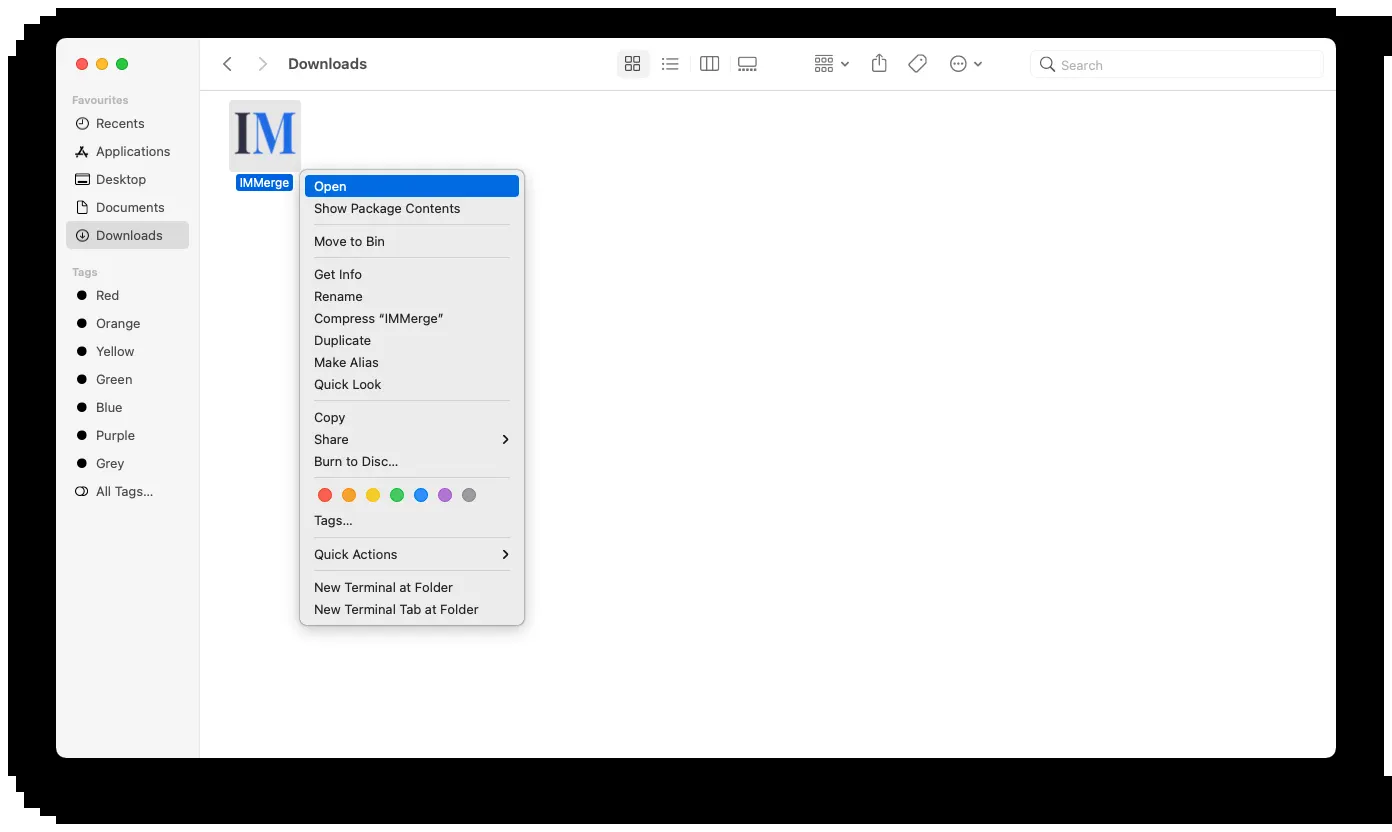 Downloads
Search
Favourites
Recents
Applications
Desktop
Documents
Downloads
Tags
Red
Orange
Yellow
Green
Blue
Purple
Grey
All Tags...
IM
IMMerge
Open
Show Package Contents
Move to Bin
Get Info
Rename
Compress “IMMerge”
Duplicate
Make Alias
Quick Look
Copy
Share
Burn to Disc...
Tags...
Quick Actions
New Terminal at Folder
New Terminal Tab at Folder